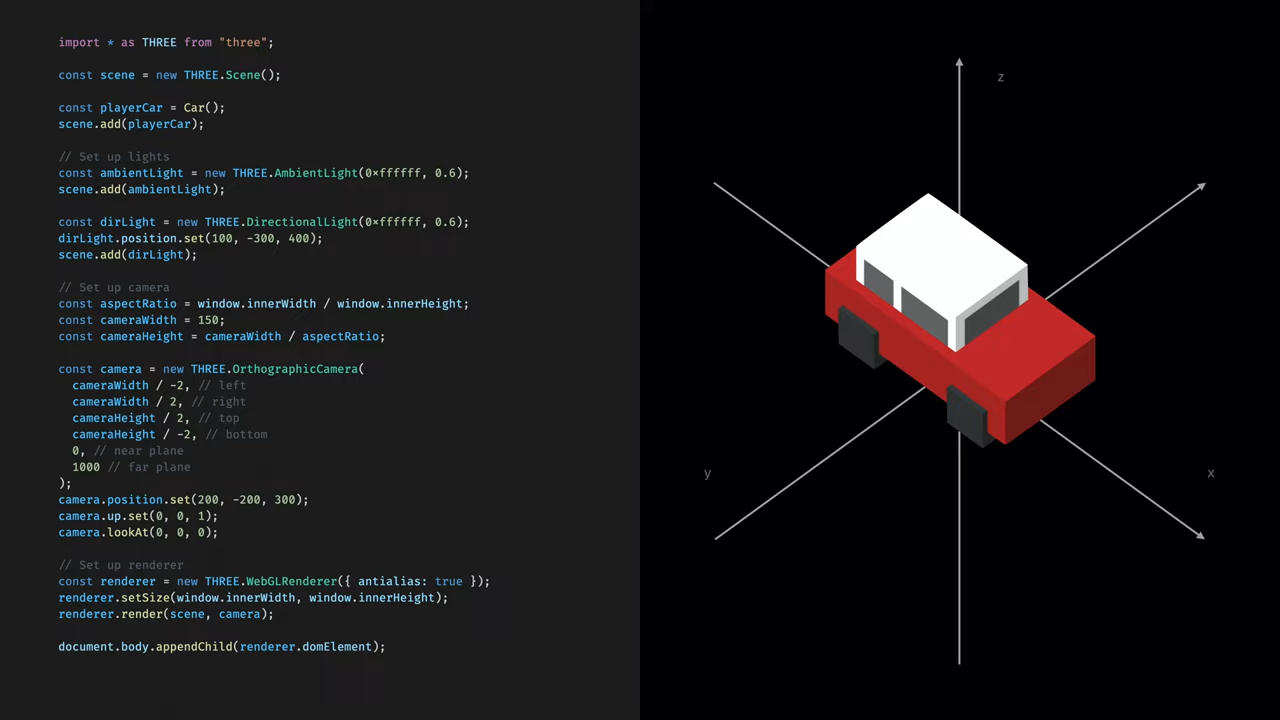 import * as THREE from "three";
const scene = new THREE.Scene();
const playerCar = Car();
scene.add(playerCar);
// Set up lights
const ambientLight = new THREE.AmbientLight(0×ffffff, 0.6);
scene.add(ambientLight);
const dirLight = new THREE.DirectionalLight(0×ffffff, 0.6);
dirLight.position.set(100, -300, 400);
scene.add(dirLight);
// Set up camera
const aspectRatio = window.innerWidth / window.innerHeight;
const cameraWidth = 150;
const cameraHeight = cameraWidth / aspectRatio;
const camera = new THREE.OrthographicCamera(
  cameraWidth / -2, // left
  cameraWidth / 2, // right
  cameraHeight / 2, // top
  cameraHeight / -2, // bottom
  0, // near plane
  1000 // far plane
);
camera.position.set(200, -200, 300);
camera.up.set(0, 0, 1);
camera.lookAt(0, 0, 0);
// Set up renderer
const renderer = new THREE.WebGLRenderer({ antialias: true });
renderer.setSize(window.innerWidth, window.innerHeight);
renderer.render(scene, camera);
document.body.appendChild(renderer.domElement);
z
y
x